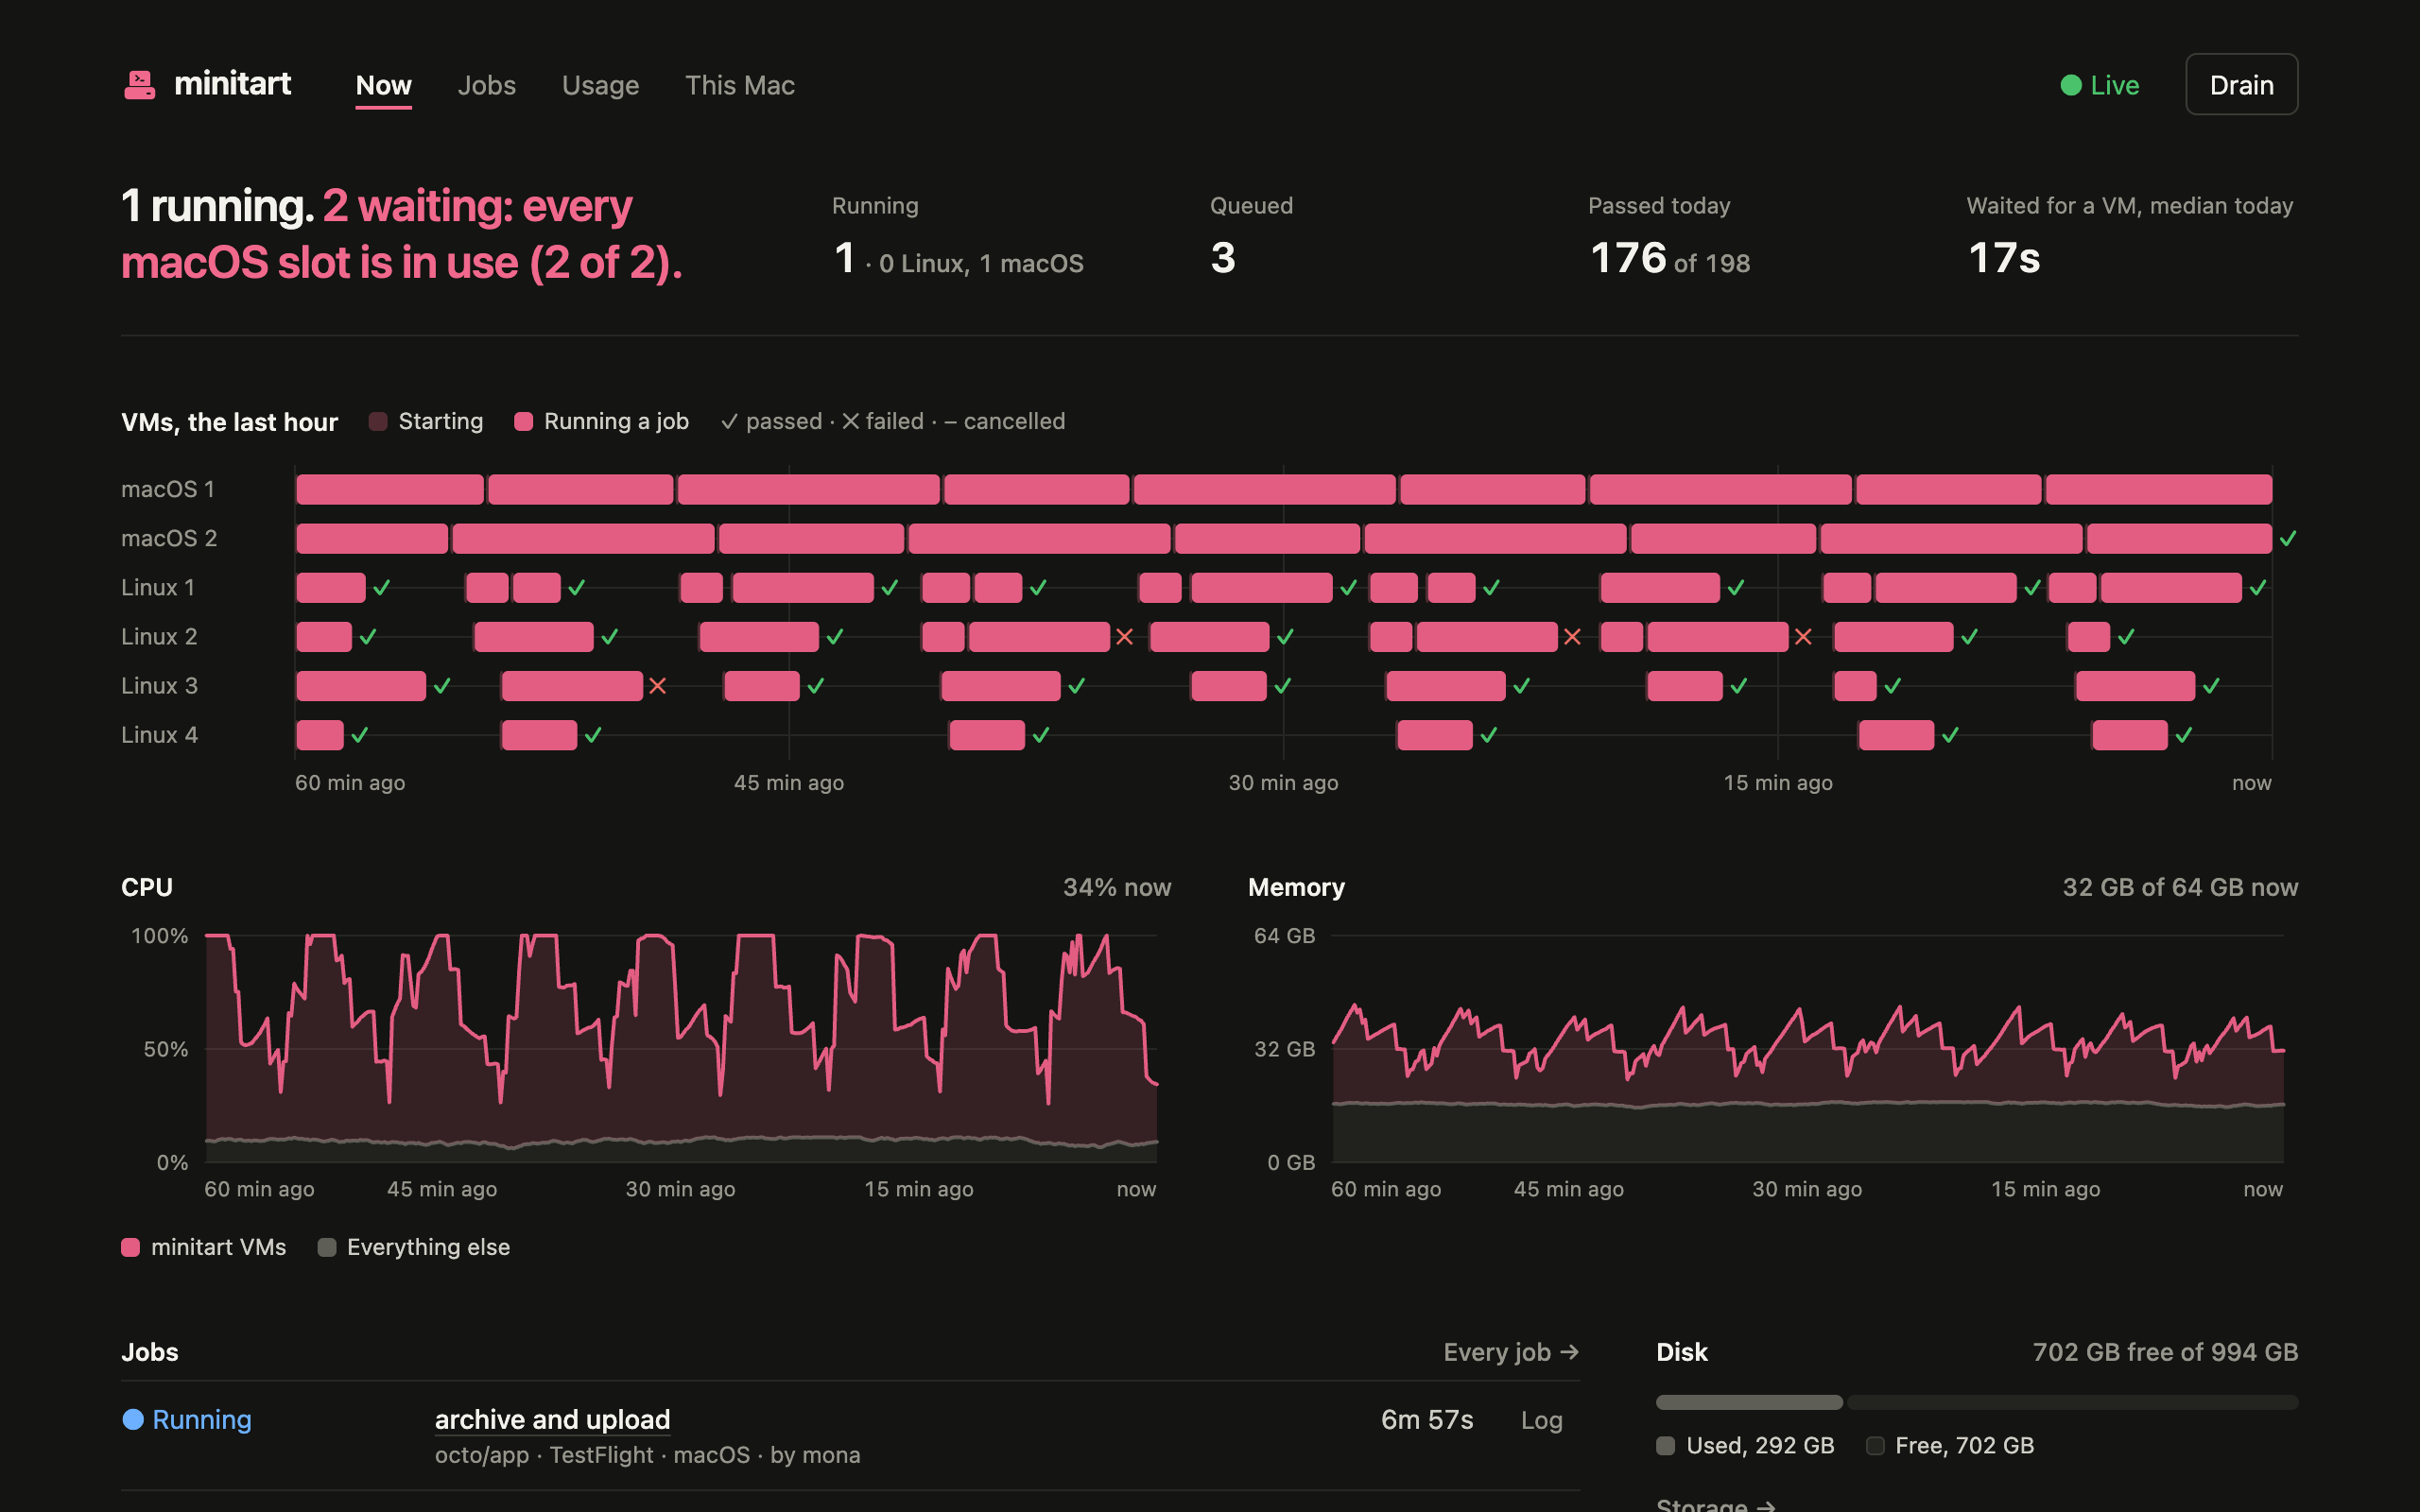 minitart
Now
Jobs
Usage
This Mac
Live
Drain
1 running. 2 waiting: every
macOS slot is in use (2 of 2).
Running
1 · 0 Linux, 1 macOS
Queued
3
Passed today
176 of 198
Waited for a VM, median today
17s
VMs, the last hour
Starting
Running a job
✓ passed · ✕ failed · – cancelled
macOS 1
macOS 2
Linux 1
Linux 2
Linux 3
Linux 4
60 min ago
45 min ago
30 min ago
15 min ago
now
CPU
34% now
100%
50%
0%
60 min ago
45 min ago
30 min ago
15 min ago
now
minitart VMs
Everything else
Memory
32 GB of 64 GB now
64 GB
32 GB
0 GB
60 min ago
45 min ago
30 min ago
15 min ago
now
Jobs
Every job →
Running
archive and upload
octo/app · TestFlight · macOS · by mona
6m 57s
Log
Disk
702 GB free of 994 GB
Used, 292 GB
Free, 702 GB
Storage →